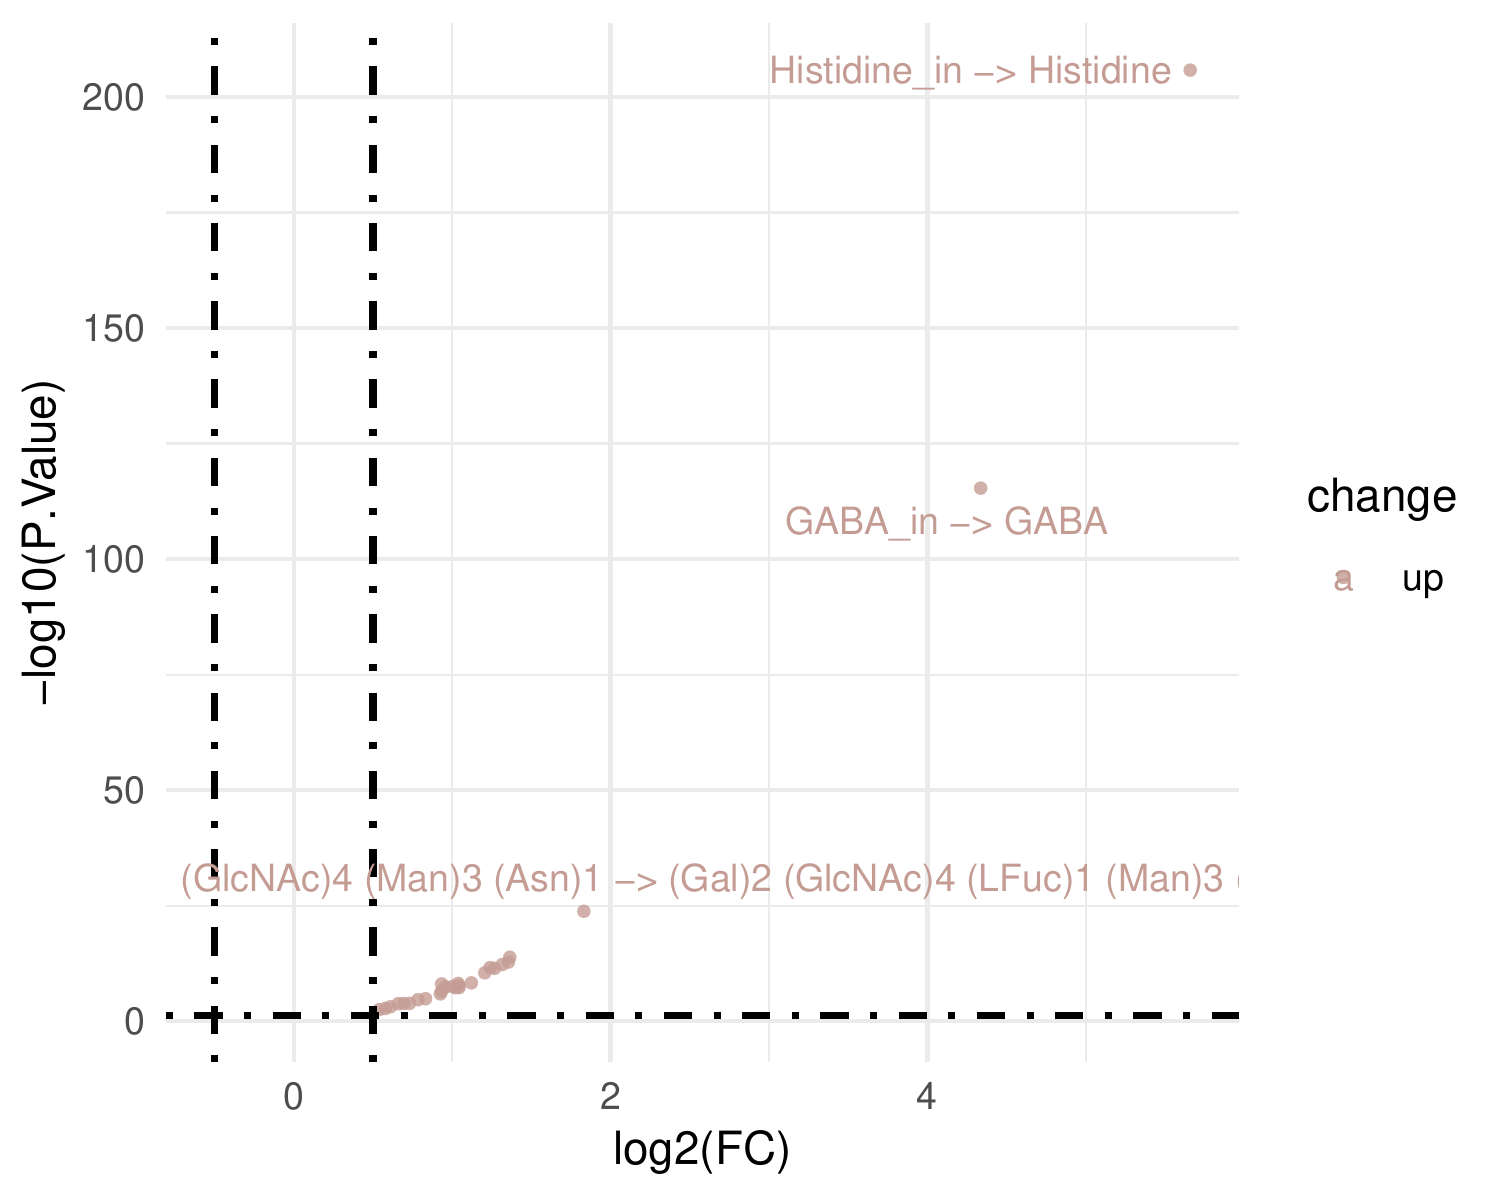 Histidine_in −> Histidine
200
150
GABA_in −> GABA
100
50
(GlcNAc)4 (Man)3 (Asn)1 −> (Gal)2 (GlcNAc)4 (LFuc)1 (Man)3 (
0
0 2 4
log2(FC)
−log10(P.Value)
change
a up